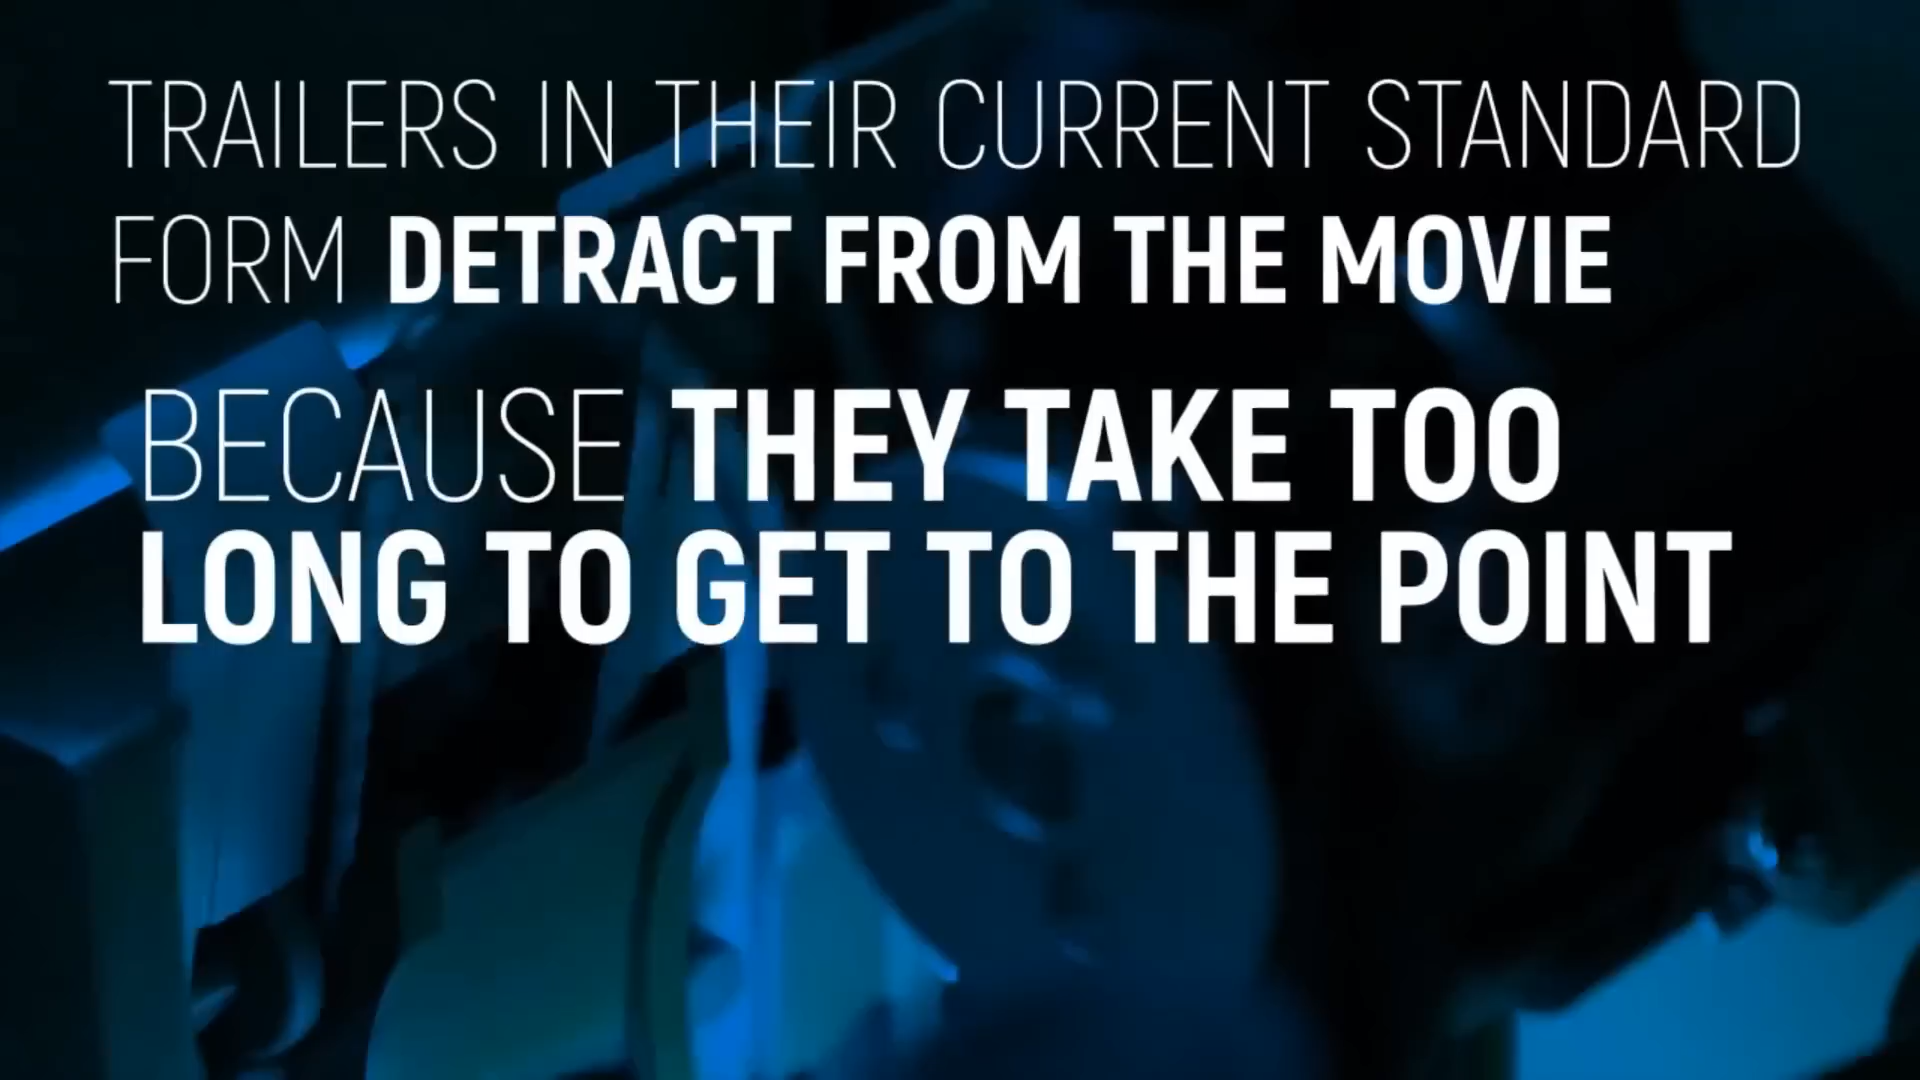 TRAILERS IN THEIR CURRENT STANDARD
FORM DETRACT FROM THE MOVIE
BECAUSE THEY TAKE TOO
LONG TO GET TO THE POINT